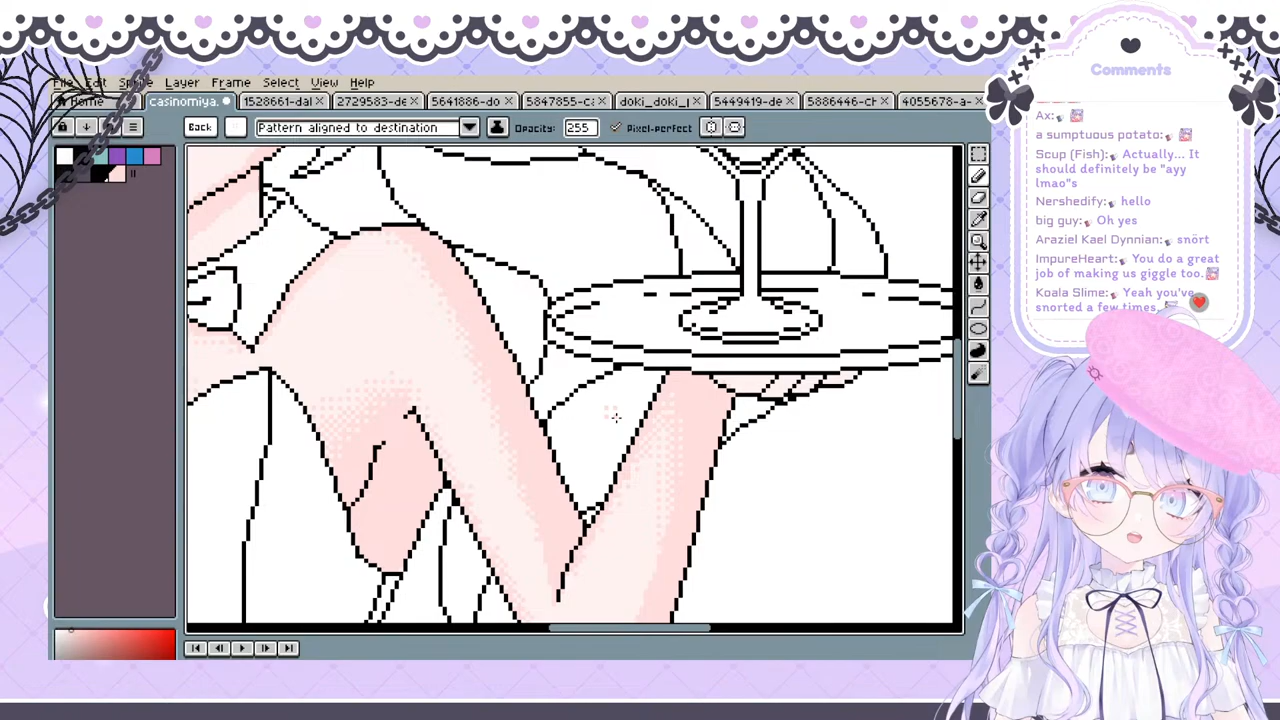 File Edit Sprite Layer Frame Select View Help
Home casinomiya. 1528661-dal 2729583-de 5641886-do 5847855-c doki_doki_ 5449419-de 5886446-ch 4055678-a-
Back Pattern aligned to destination Opacity: 255 Pixel-perfect
Comments
Ax:
a sumptuous potato:
Scup (Fish): Actually... It
should definitely be "ayy
lmao"s
Nershedify: hello
big guy: Oh yes
Araziel Kael Dynnian: snört
ImpureHeart: You do a great
job of making us giggle too.
Koala Slime: Yeah you've
snorted a few times.